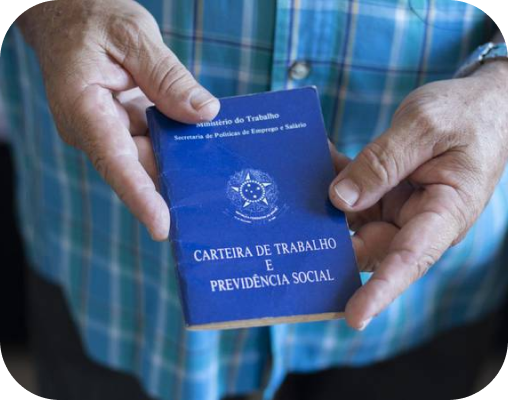 Ministério do Trabalho
Secretaria de Políticas de Emprego e Salário
CARTEIRA DE TRABALHO
E
PREVIDÊNCIA SOCIAL